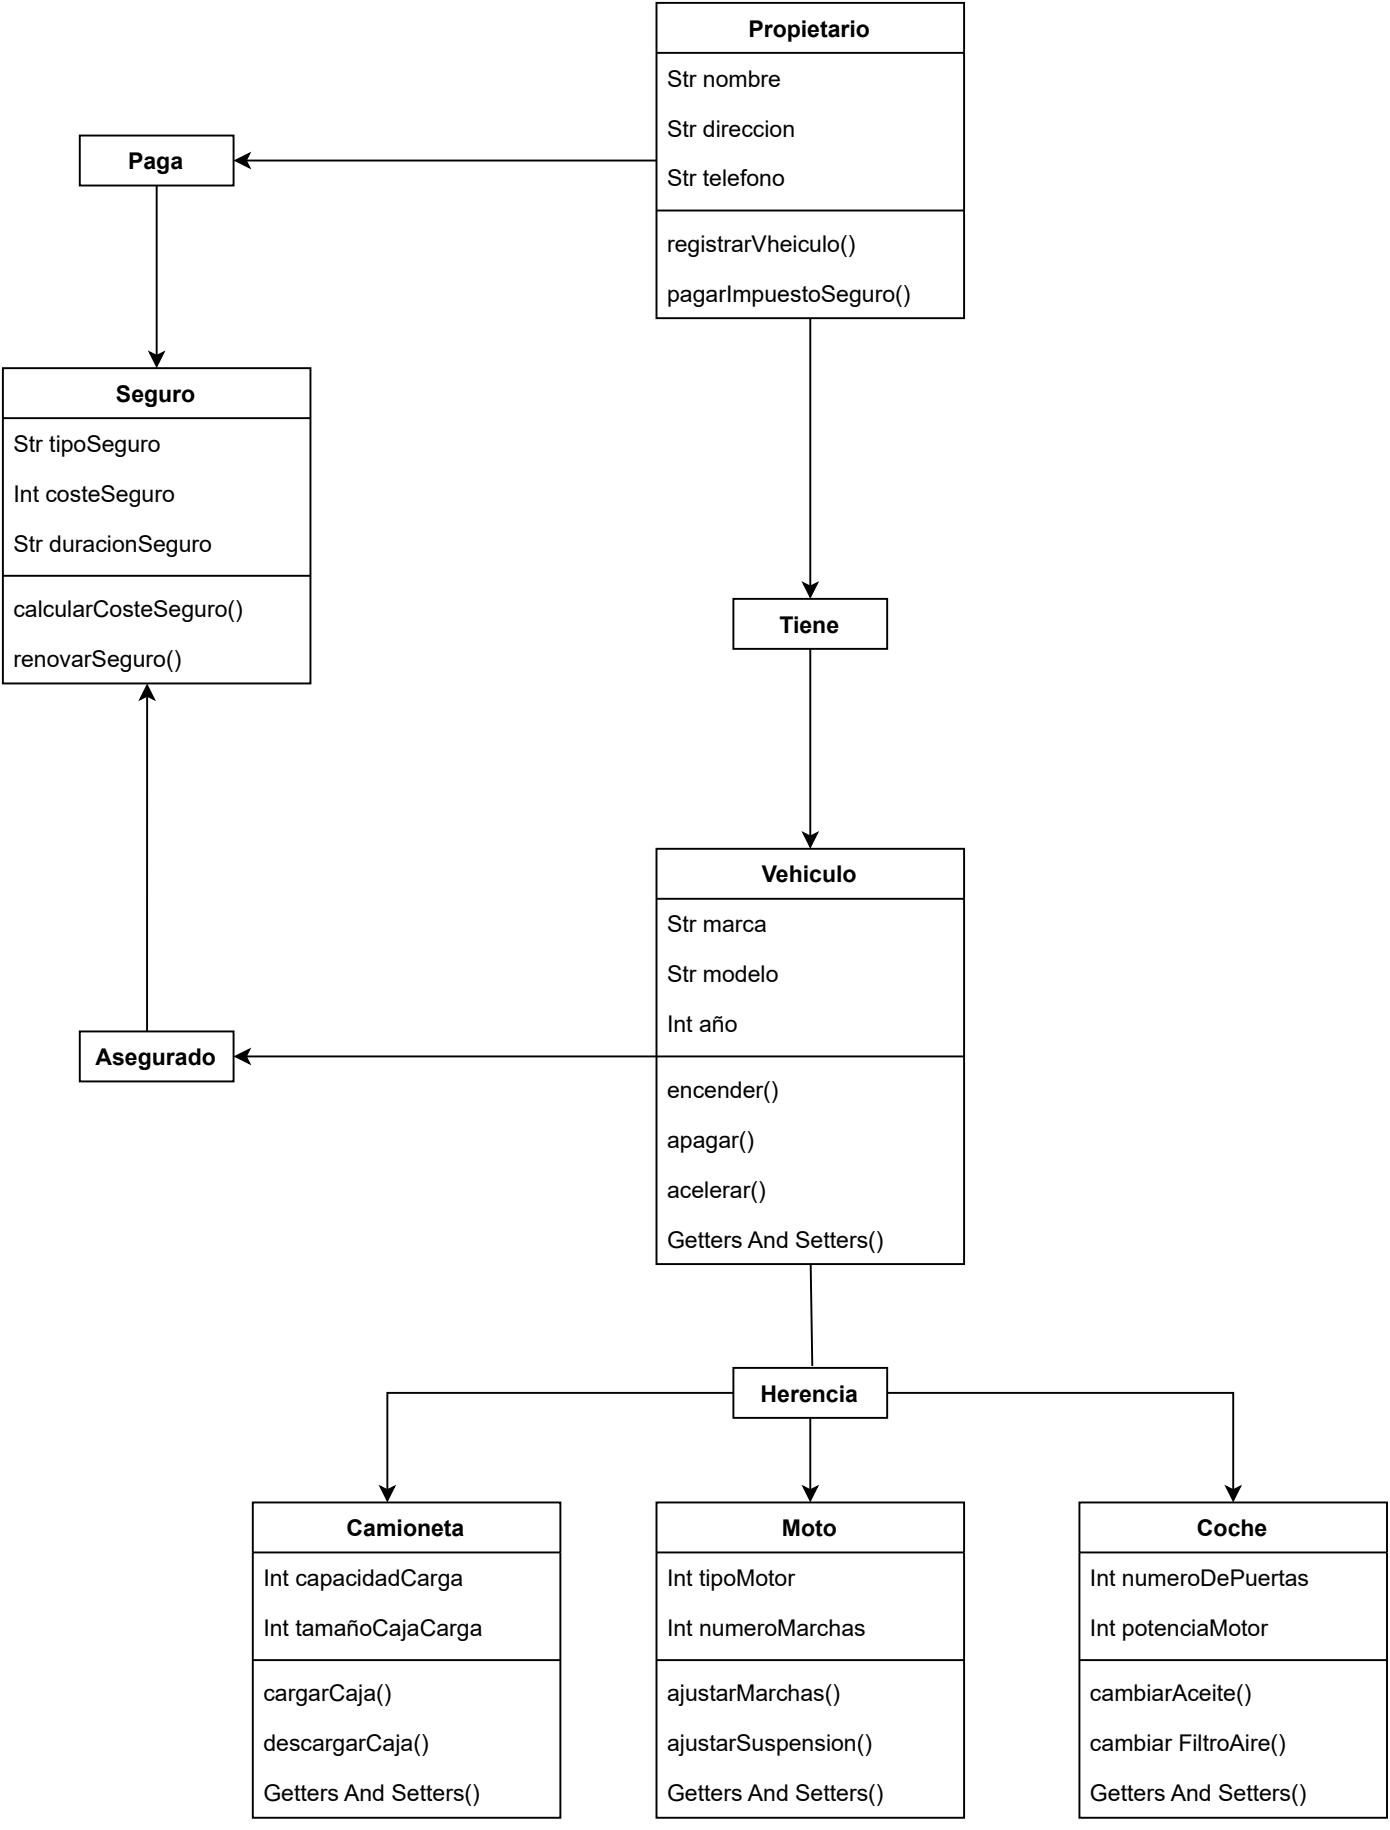 Propietario
Str nombre
Str direccion
Str telefono
registrarVheiculo()
pagarImpuestoSeguro()
Paga
Seguro
Str tipoSeguro
Int costeSeguro
Str duracionSeguro
calcularCosteSeguro()
renovarSeguro()
Tiene
Vehiculo
Str marca
Str modelo
Int año
encender()
apagar()
acelerar()
Getters And Setters()
Asegurado
Herencia
Camioneta
Int capacidadCarga
Int tamañoCajaCarga
cargarCaja()
descargarCaja()
Getters And Setters()
Moto
Int tipoMotor
Int numeroMarchas
ajustarMarchas()
ajustarSuspension()
Getters And Setters()
Coche
Int numeroDePuertas
Int potenciaMotor
cambiarAceite()
cambiar FiltroAire()
Getters And Setters()